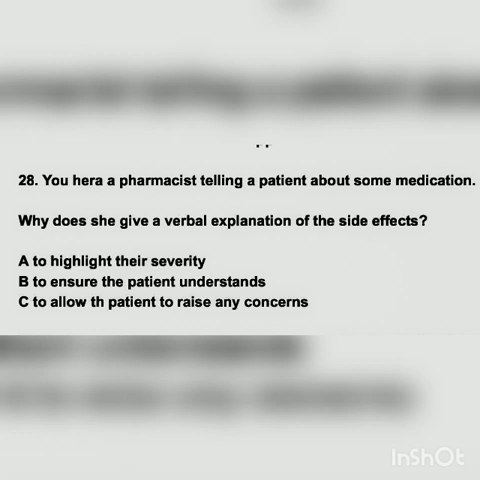 28. You hera a pharmacist telling a patient about some medication.
Why does she give a verbal explanation of the side effects?
A to highlight their severity
B to ensure the patient understands
C to allow th patient to raise any concerns
InShOt